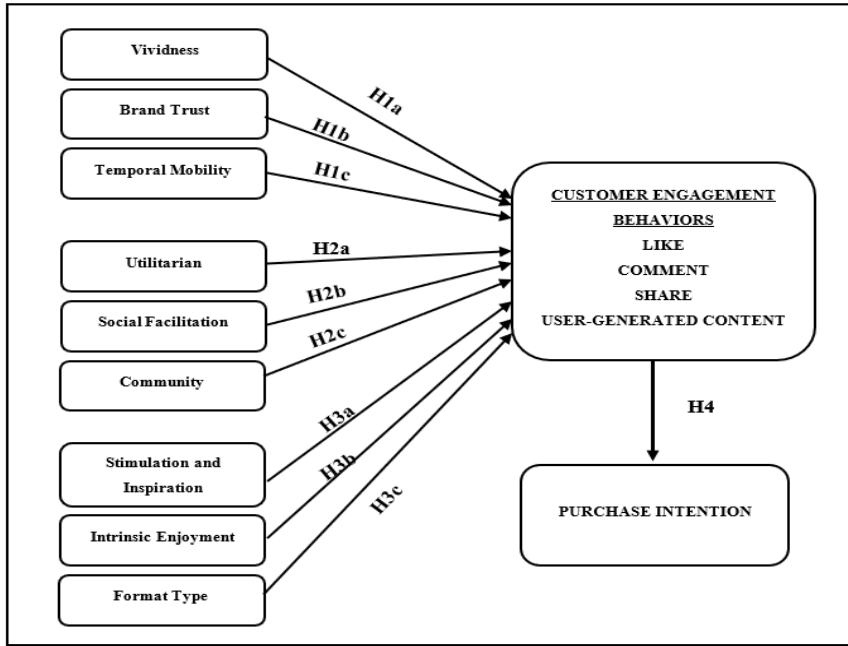 Vividness
H1a
Brand Trust
H1b
Temporal Mobility
H1c
Utilitarian
H2a
Social Facilitation
H2b
Community
H2c
Stimulation and
Inspiration
H3a
Intrinsic Enjoyment
H3b
Format Type
H3c
CUSTOMER ENGAGEMENT
BEHAVIORS
LIKE
COMMENT
SHARE
USER-GENERATED CONTENT
H4
PURCHASE INTENTION